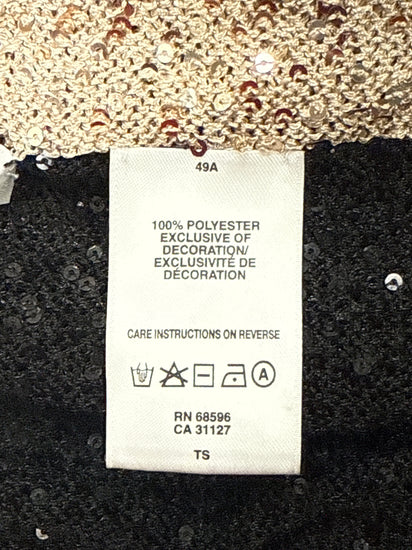 49A
100% POLYESTER
EXCLUSIVE OF
DECORATION/
EXCLUSIVITÉ DE
DÉCORATION
CARE INSTRUCTIONS ON REVERSE
A
RN 68596
CA 31127
TS